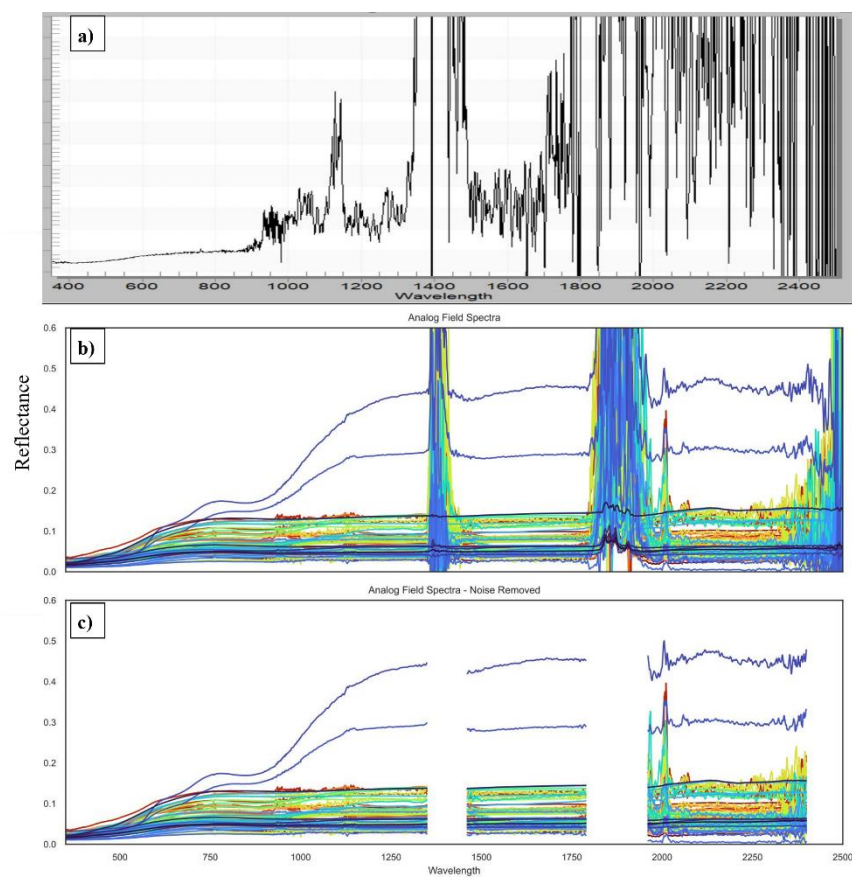 a)
400 600 800 1000 1200 1400 1600 1800 2000 2200 2400
Wavelength
Analog Field Spectra
b)
0.6
0.5
0.4
0.3
0.2
0.1
0.0
Reflectance
Analog Field Spectra - Noise Removed
c)
0.6
0.5
0.4
0.3
0.2
0.1
0.0
500 750 1000 1250 1500 1750 2000 2250 2500
Wavelength